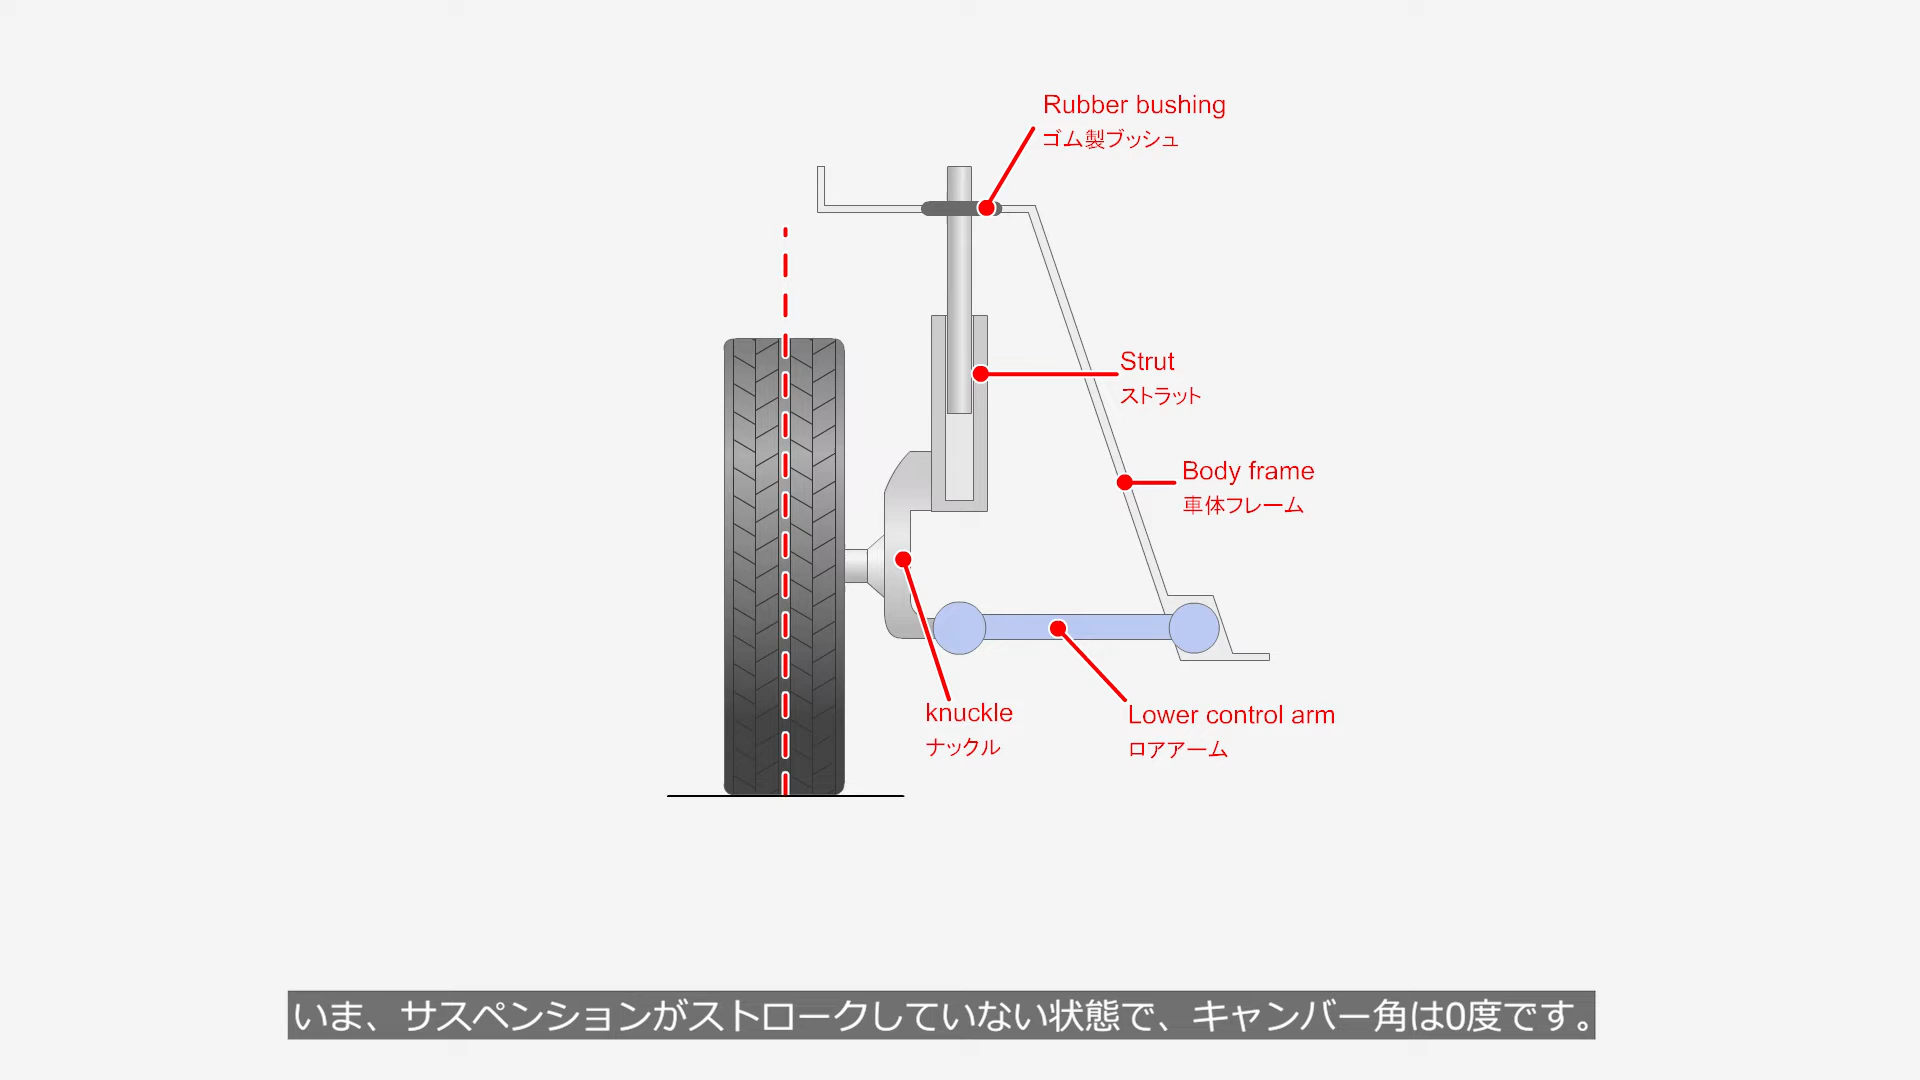 Rubber bushing
ゴム製ブッシュ
Strut
ストラット
Body frame
車体フレーム
knuckle
ナックル
Lower control arm
ロアアーム
いま、サスペンションがストロークしていない状態で、キャンバー角は0度です。